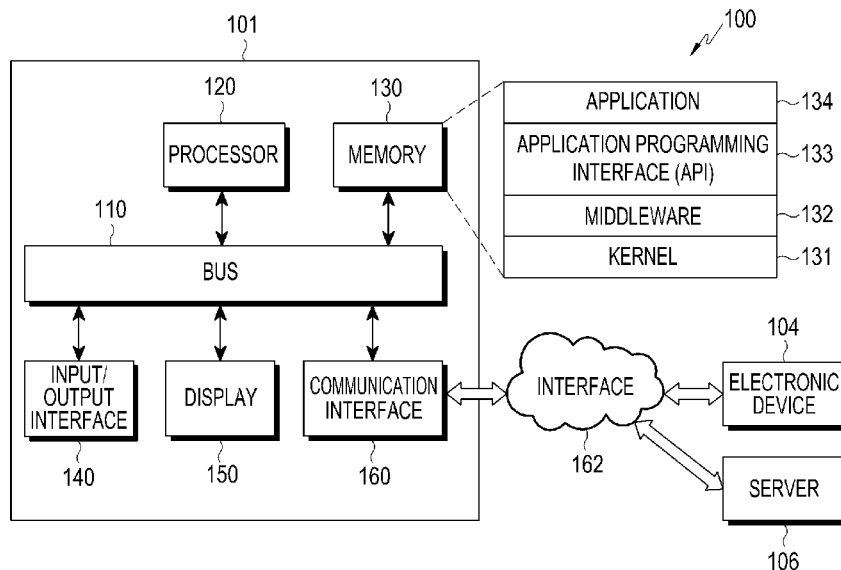 100
101
120
130
PROCESSOR
MEMORY
APPLICATION
134
APPLICATION PROGRAMMING
INTERFACE (API)
133
MIDDLEWARE
132
KERNEL
131
110
BUS
INPUT/
OUTPUT
INTERFACE
140
DISPLAY
150
COMMUNICATION
INTERFACE
160
INTERFACE
162
104
ELECTRONIC
DEVICE
SERVER
106